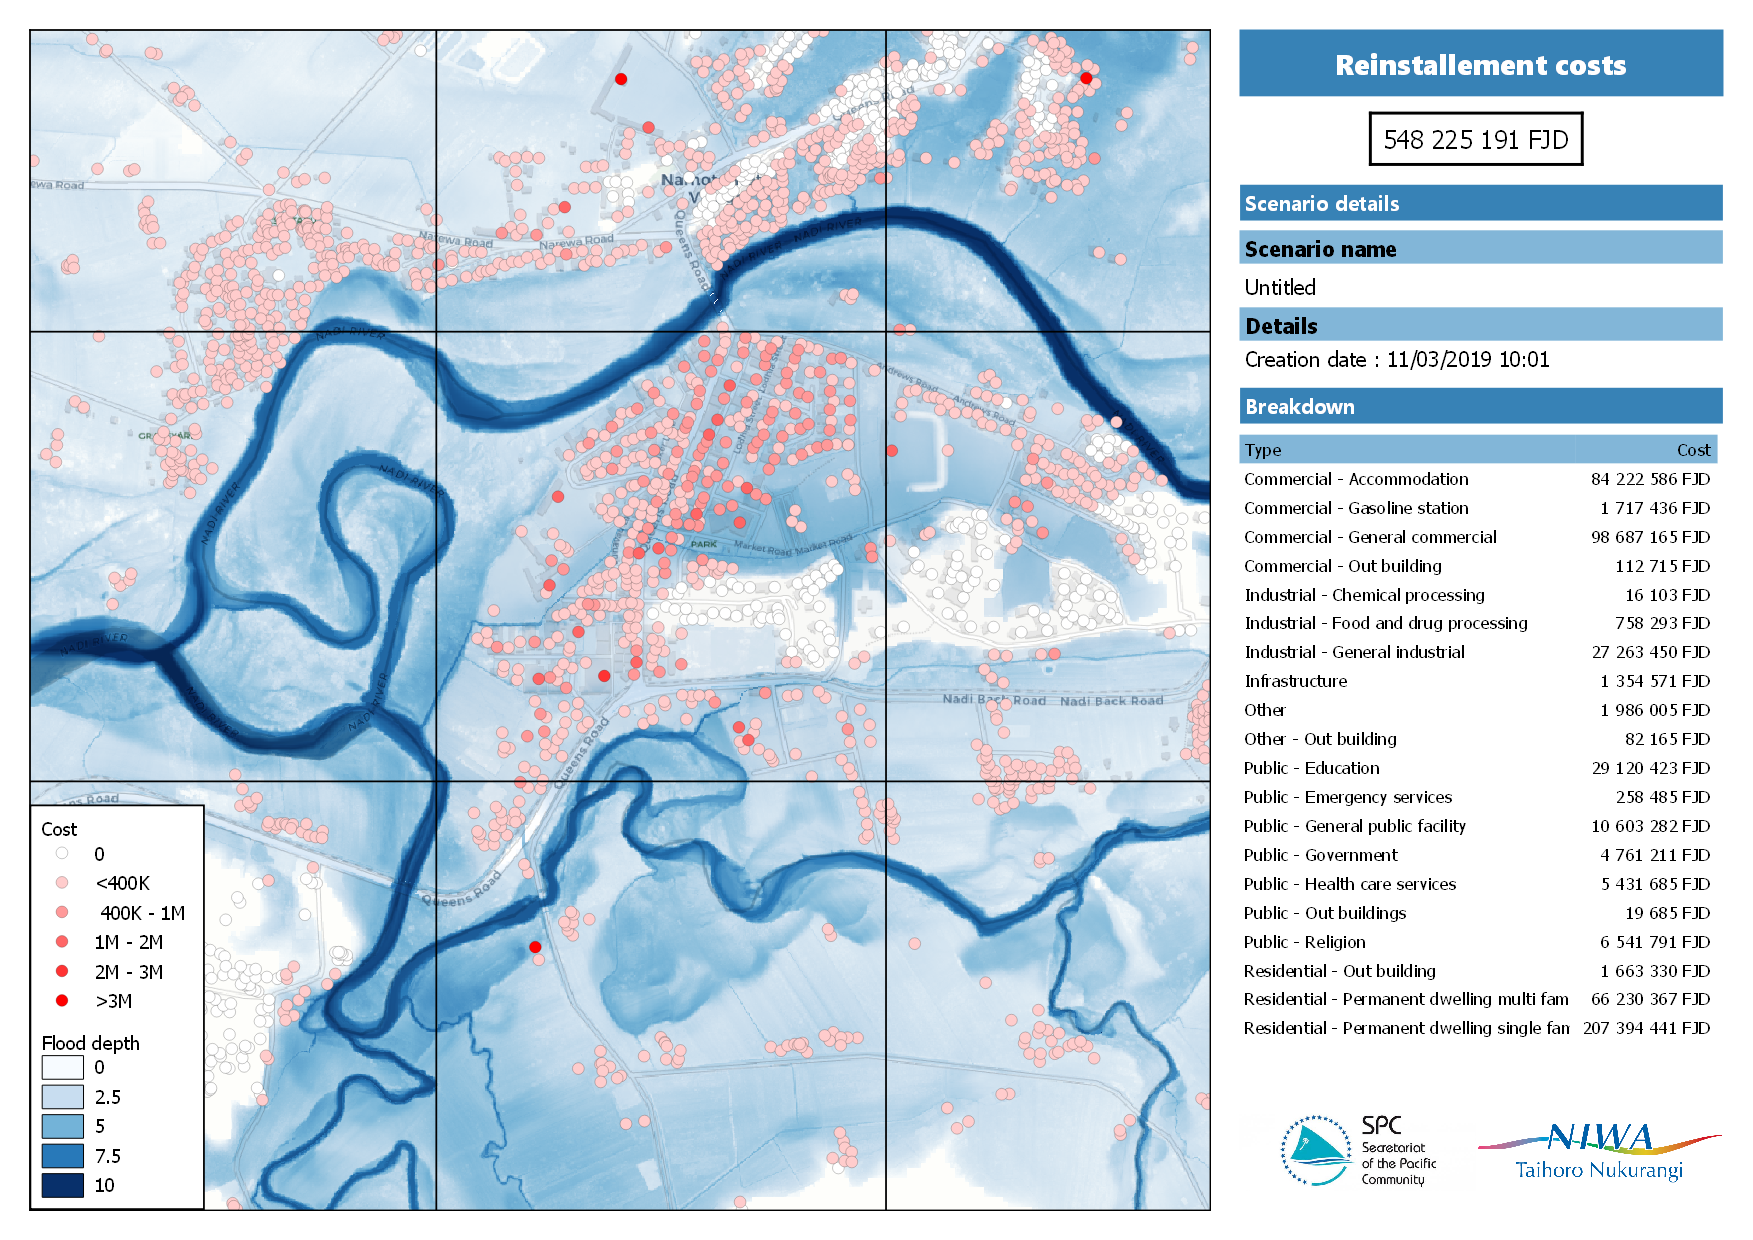 Reinstallement costs
548 225 191 FJD
Scenario details
Scenario name
Untitled
Details
Creation date : 11/03/2019 10:01
Breakdown
Type Cost
Commercial - Accommodation 84 222 586 FJD
Commercial - Gasoline station 1 717 436 FJD
Commercial - General commercial 98 687 165 FJD
Commercial - Out building 112 715 FJD
Industrial - Chemical processing 16 103 FJD
Industrial - Food and drug processing 758 293 FJD
Industrial - General industrial 27 263 450 FJD
Infrastructure 1 354 571 FJD
Other 1 986 005 FJD
Other - Out building 82 165 FJD
Public - Education 29 120 423 FJD
Public - Emergency services 258 485 FJD
Public - General public facility 10 603 282 FJD
Public - Government 4 761 211 FJD
Public - Health care services 5 431 685 FJD
Public - Out buildings 19 685 FJD
Public - Religion 6 541 791 FJD
Residential - Out building 1 663 330 FJD
Residential - Permanent dwelling multi fam 66 230 367 FJD
Residential - Permanent dwelling single fan 207 394 441 FJD
SPC
Secretariat
of the Pacific
Community
NIWA
Taihoro Nukurangi
Queens Road
ewa Road
Narewa Road
Narewa Road
Queens Road
NADI RIVER
NADI RIVER
NADI RIVER
Andrews Road
Andrews Road
NADI RIVER
NADI RIVER
PARK
Market Road
Market Road
NADI RIVER
NADI RIVER
NADI RIVER
Nadi Back Road
Nadi Back Road
Queens Road
Queens Road
Cost
0
<400K
400K - 1M
1M - 2M
2M - 3M
>3M
Flood depth
0
2.5
5
7.5
10